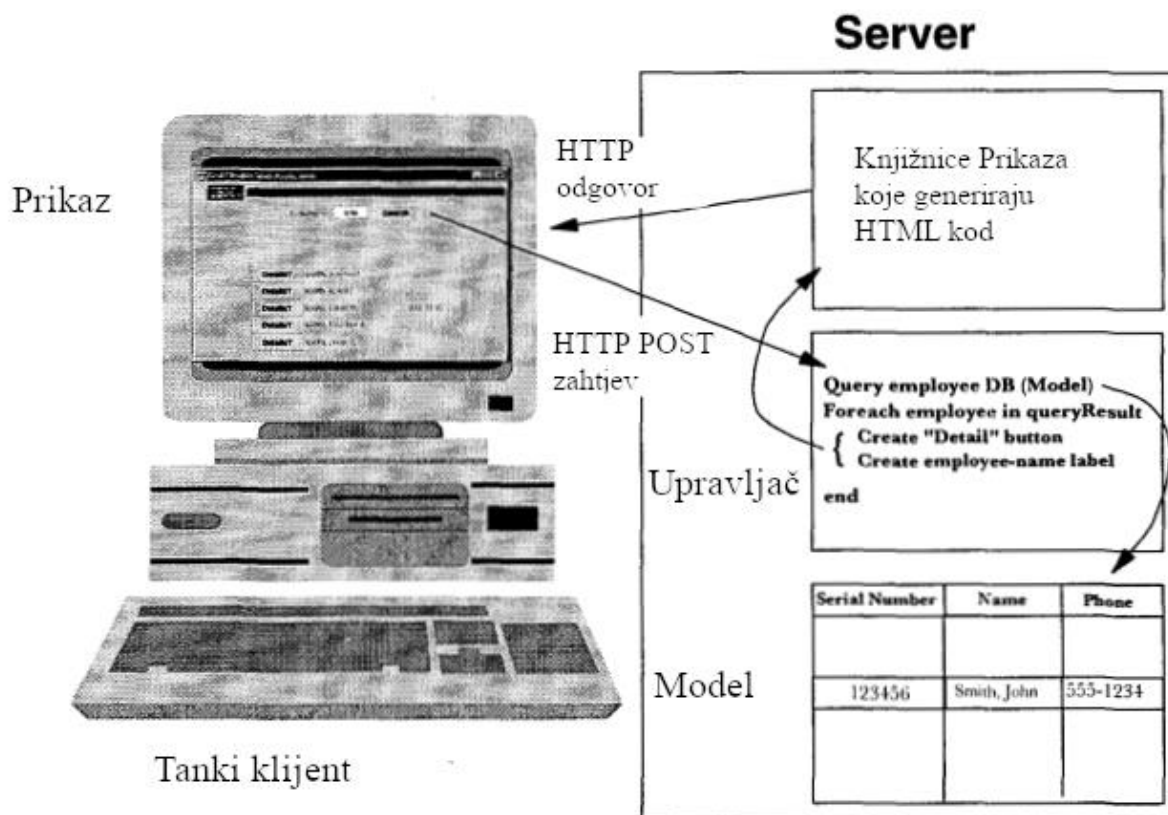 Server
Prikaz
HTTP
odgovor
Knjižnice Prikaza
koje generiraju
HTML kod
HTTP POST
zahtjev
Upravljač
Query employee DB (Model)
Foreach employee in queryResult
{ Create "Detail" button
Create employee-name label
end
Model
Serial Number Name Phone
123456 Smith, John 555-1234
Tanki klijent